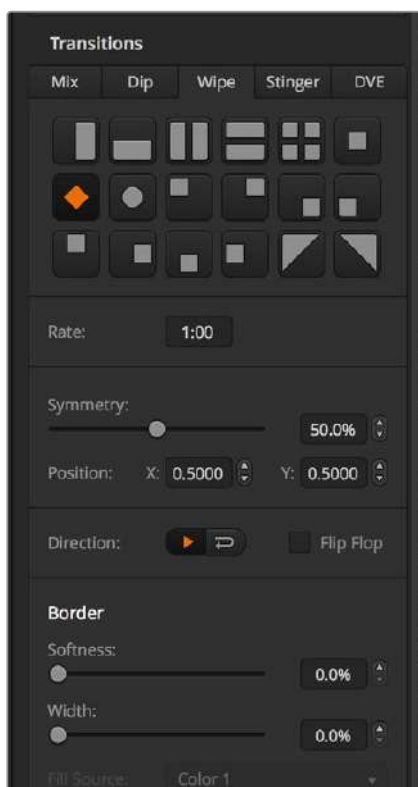 Transitions
Mix Dip Wipe Stinger DVE
Rate: 1:00
Symmetry:
50.0%
Position: X: 0.5000 Y: 0.5000
Direction: Flip Flop
Border
Softness:
0.0%
Width:
0.0%
Fill Source: Color 1